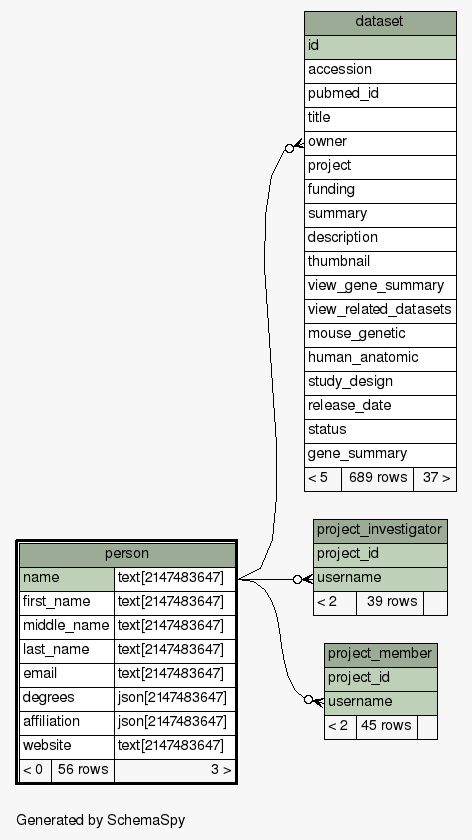 dataset
id
accession
pubmed_id
title
owner
project
funding
summary
description
thumbnail
view_gene_summary
view_related_datasets
mouse_genetic
human_anatomic
study_design
release_date
status
gene_summary
< 5 689 rows 37 >
project_investigator
project_id
username
< 2 39 rows
person
name text[2147483647]
first_name text[2147483647]
middle_name text[2147483647]
last_name text[2147483647]
email text[2147483647]
degrees json[2147483647]
affiliation json[2147483647]
website text[2147483647]
< 0 56 rows 3 >
project_member
project_id
username
< 2 45 rows
Generated by SchemaSpy